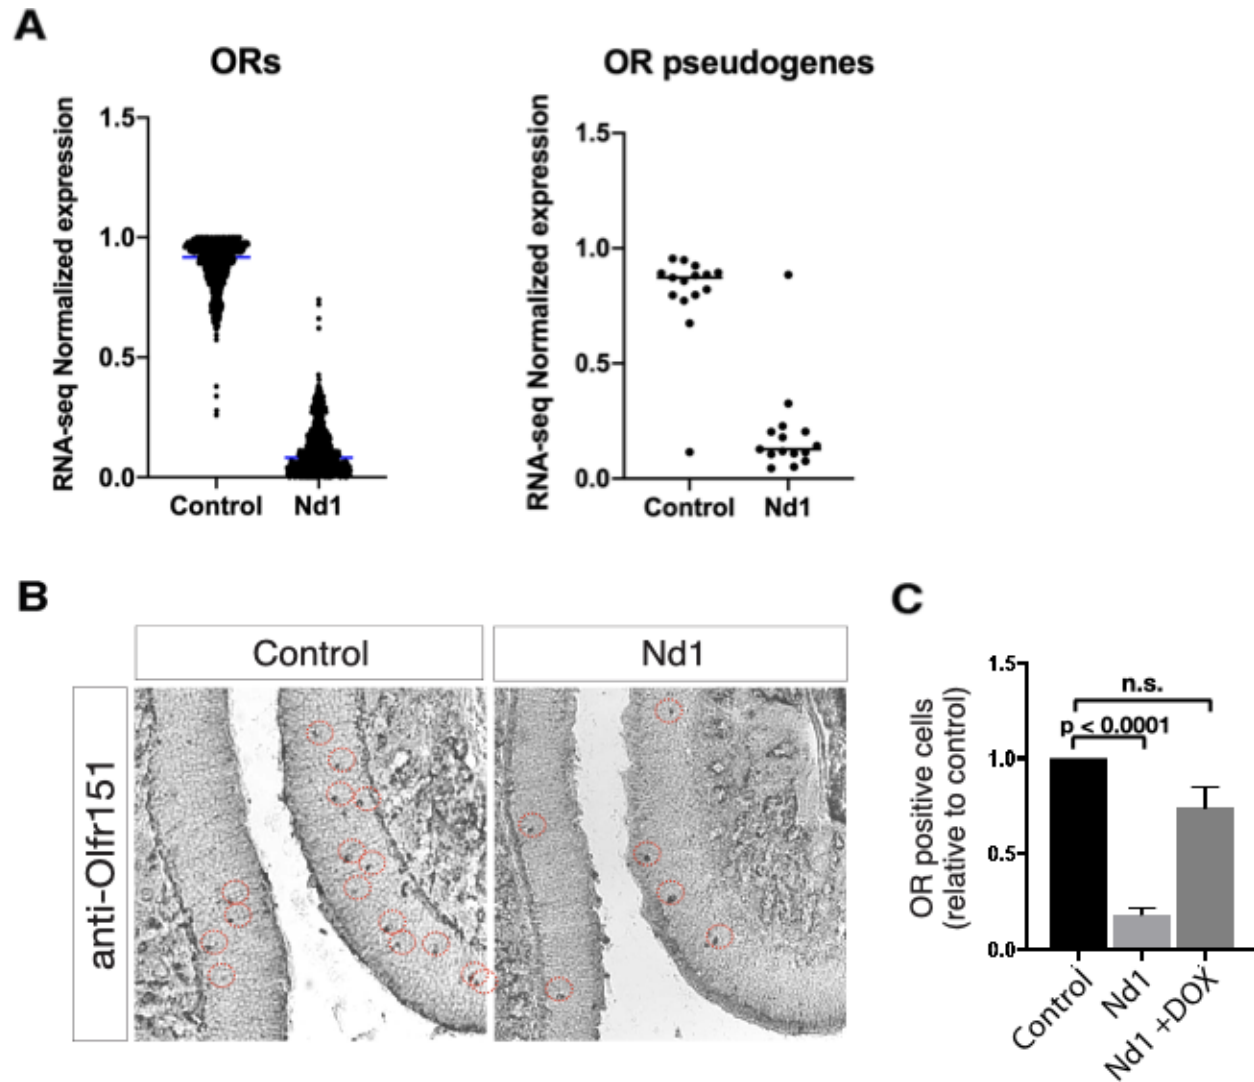 A
ORs
OR pseudogenes
RNA-seq Normalized expression
1.5
1.0
0.5
0.0
Control
Nd1
RNA-seq Normalized expression
1.5
1.0
0.5
0.0
Control
Nd1
B
Control
Nd1
anti-Olfr151
C
OR positive cells
(relative to control)
1.5
1.0
0.5
0.0
n.s.
p < 0.0001
Control
Nd1
Nd1 +DOX